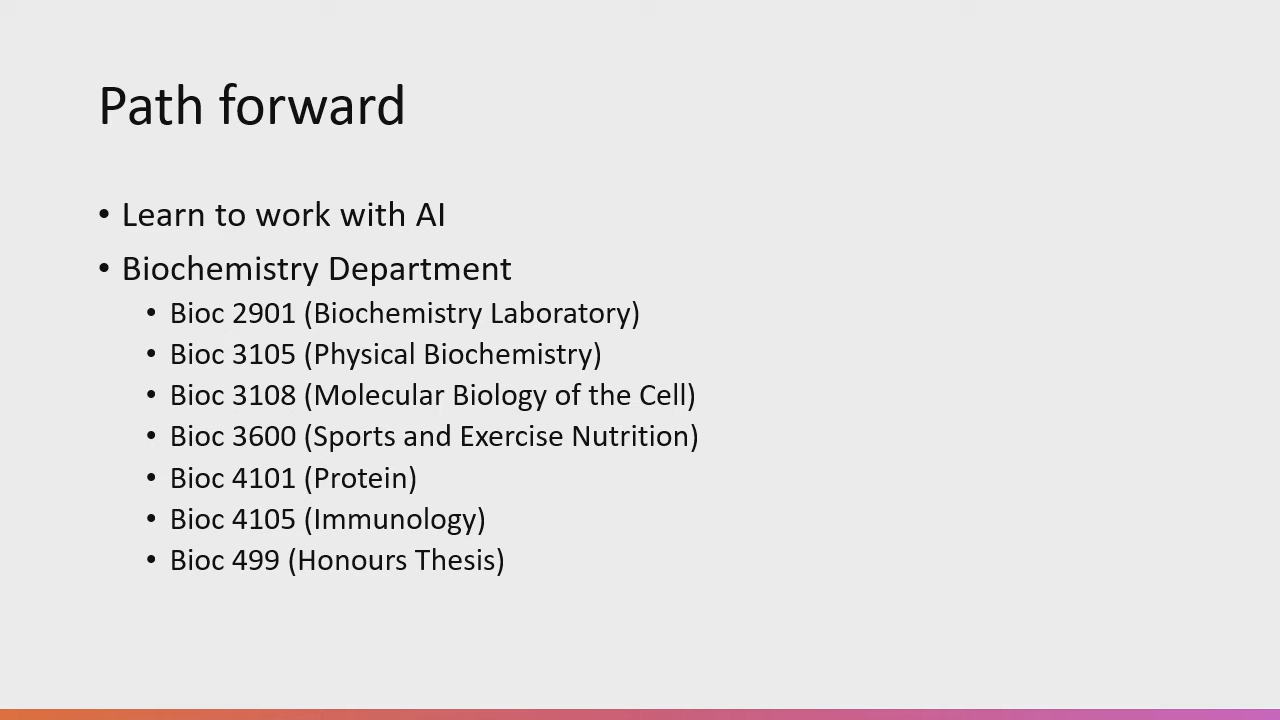 Path forward
• Learn to work with AI
• Biochemistry Department
• Bioc 2901 (Biochemistry Laboratory)
• Bioc 3105 (Physical Biochemistry)
• Bioc 3108 (Molecular Biology of the Cell)
• Bioc 3600 (Sports and Exercise Nutrition)
• Bioc 4101 (Protein)
• Bioc 4105 (Immunology)
• Bioc 499 (Honours Thesis)